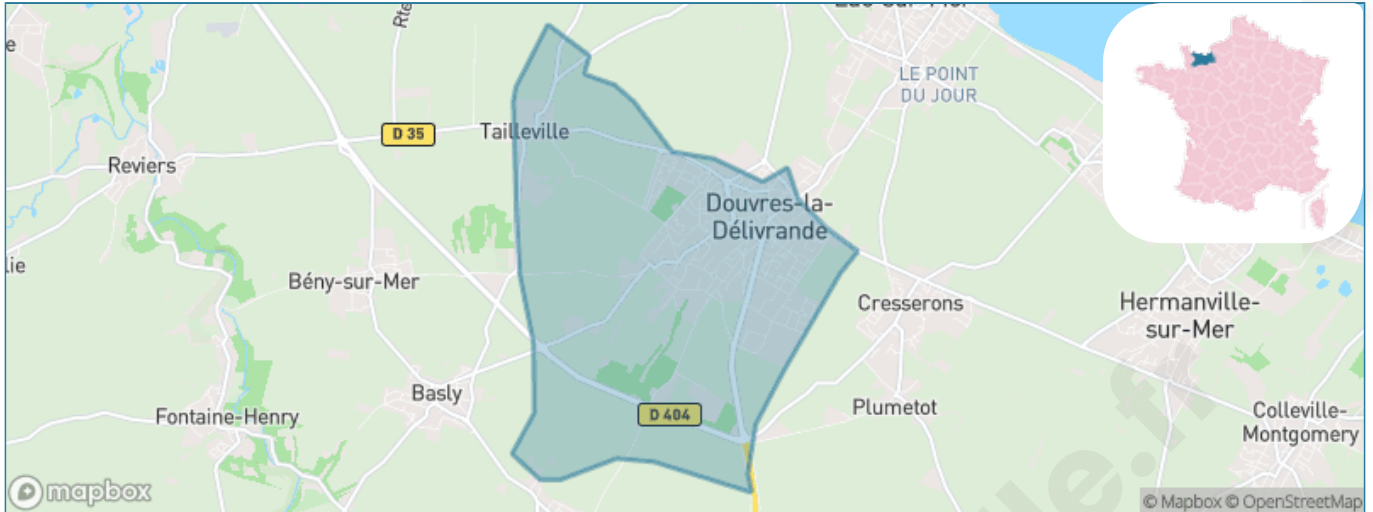 e
Rte
LE POINT
DU JOUR
D 35
Tailleville
Reviers
Douvres-la-
Délivrande
lie
Bény-sur-Mer
Cresserons
Hermanville-
sur-Mer
Basly
Fontaine-Henry
D 404
Plumetot
Colleville-
Montgomery
mapbox
© Mapbox © OpenStreetMap